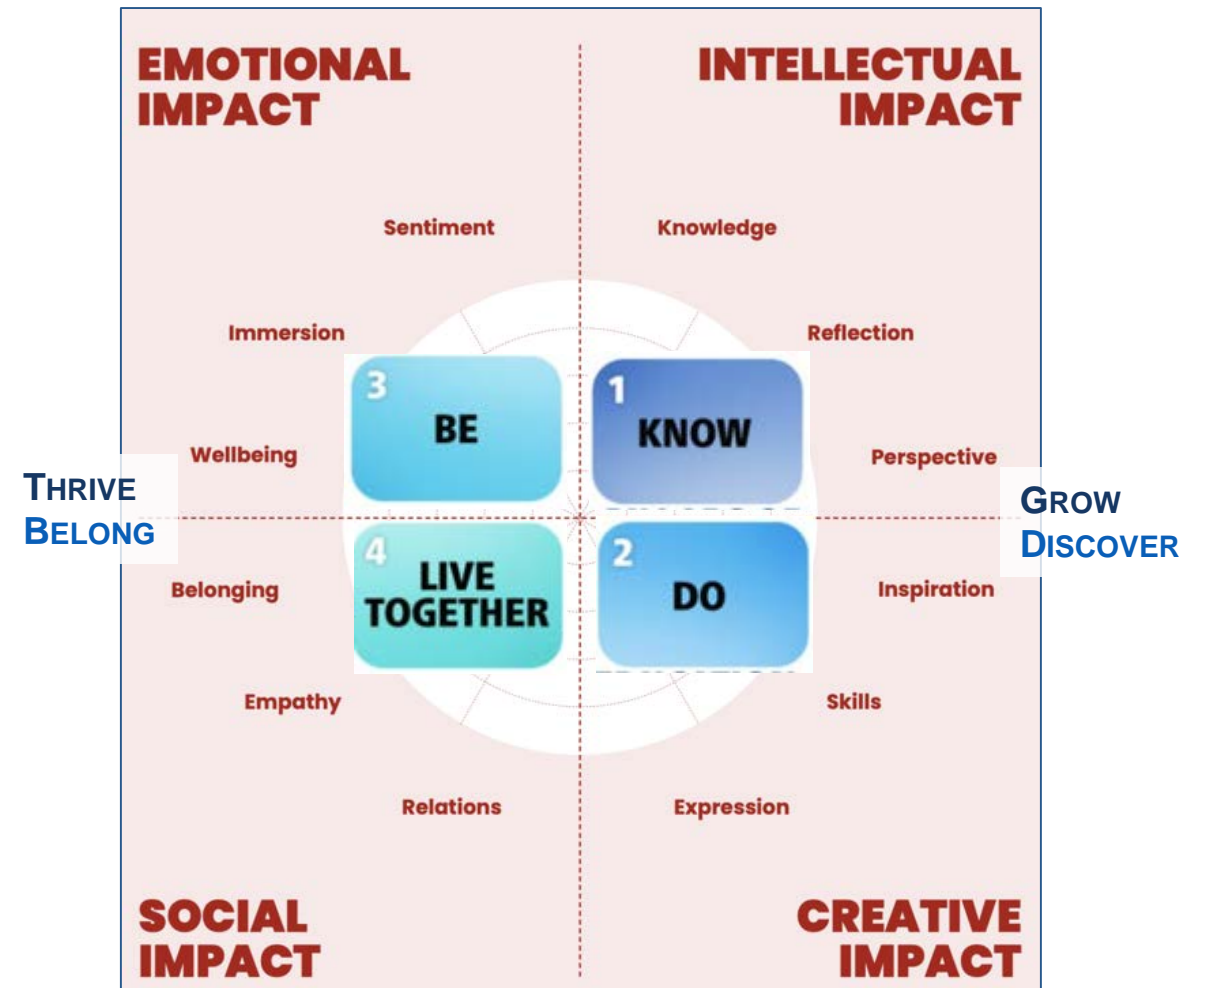 EMOTIONAL
IMPACT
INTELLECTUAL
IMPACT
Sentiment
Knowledge
Immersion
Reflection
3
BE
1
KNOW
Wellbeing
Perspective
THRIVE
BELONG
GROW
DISCOVER
4
LIVE
TOGETHER
2
DO
Belonging
Inspiration
Empathy
Skills
Relations
Expression
SOCIAL
IMPACT
CREATIVE
IMPACT